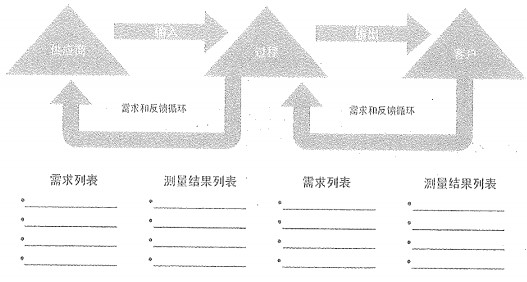 供应商
输入
过程
输出
客户
需求和反馈循环
需求和反馈循环
需求列表
测量结果列表
需求列表
测量结果列表